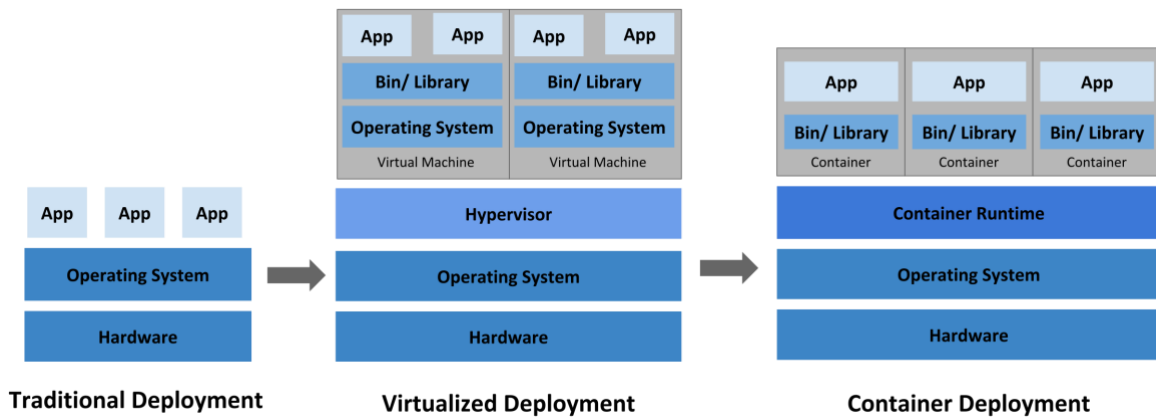 App App App
Operating System
Hardware
Traditional Deployment
App App App App
Bin/ Library Bin/ Library
Operating System Operating System
Virtual Machine Virtual Machine
Hypervisor
Operating System
Hardware
Virtualized Deployment
App App App
Bin/ Library Bin/ Library Bin/ Library
Container Container Container
Container Runtime
Operating System
Hardware
Container Deployment